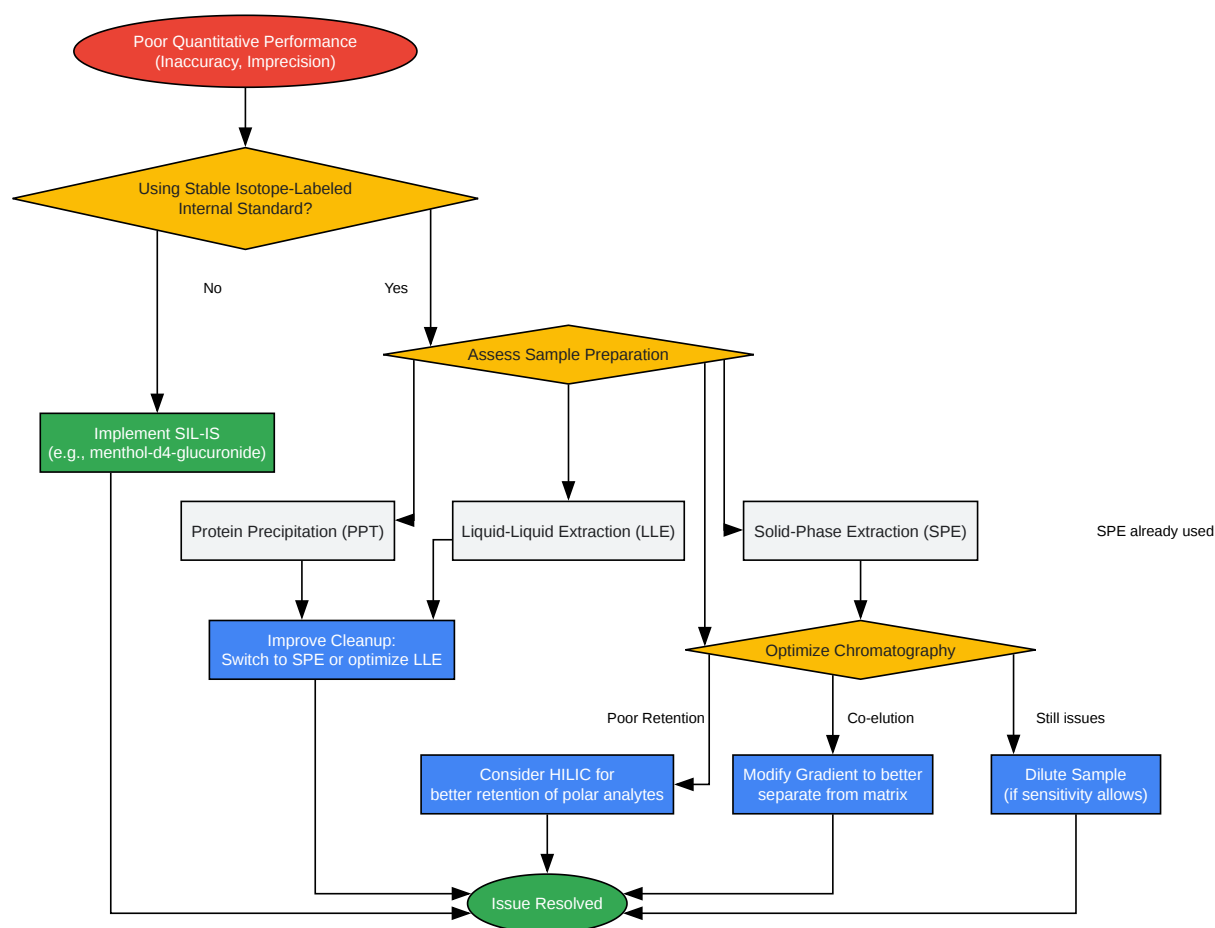 Poor Quantitative Performance
(Inaccuracy, Imprecision)
Using Stable Isotope-Labeled
Internal Standard?
No
Yes
Assess Sample Preparation
Implement SIL-IS
(e.g., menthol-d4-glucuronide)
Protein Precipitation (PPT)
Liquid-Liquid Extraction (LLE)
Solid-Phase Extraction (SPE)
SPE already used
Improve Cleanup:
Switch to SPE or optimize LLE
Optimize Chromatography
Poor Retention
Co-elution
Still issues
Consider HILIC for
better retention of polar analytes
Modify Gradient to better
separate from matrix
Dilute Sample
(if sensitivity allows)
Issue Resolved